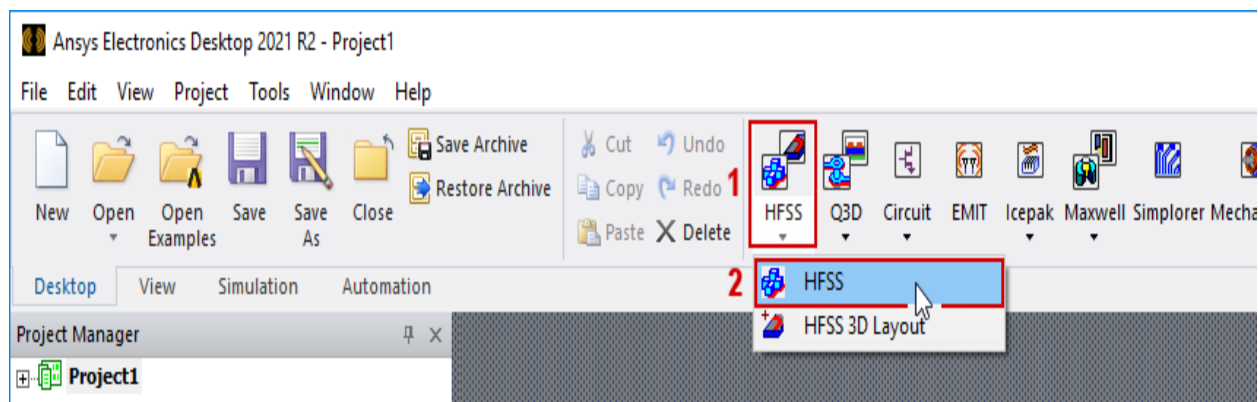 Ansys Electronics Desktop 2021 R2 - Project1
File Edit View Project Tools Window Help
New
Open
Open
Examples
Save
Save
As
Close
Save Archive
Restore Archive
Cut
Copy
Paste
Undo
Redo
Delete
1
HFSS
Q3D
Circuit
EMIT
Icepak
Maxwell
Simplorer
Mecha
2
HFSS
HFSS 3D Layout
Desktop View Simulation Automation
Project Manager
Project1